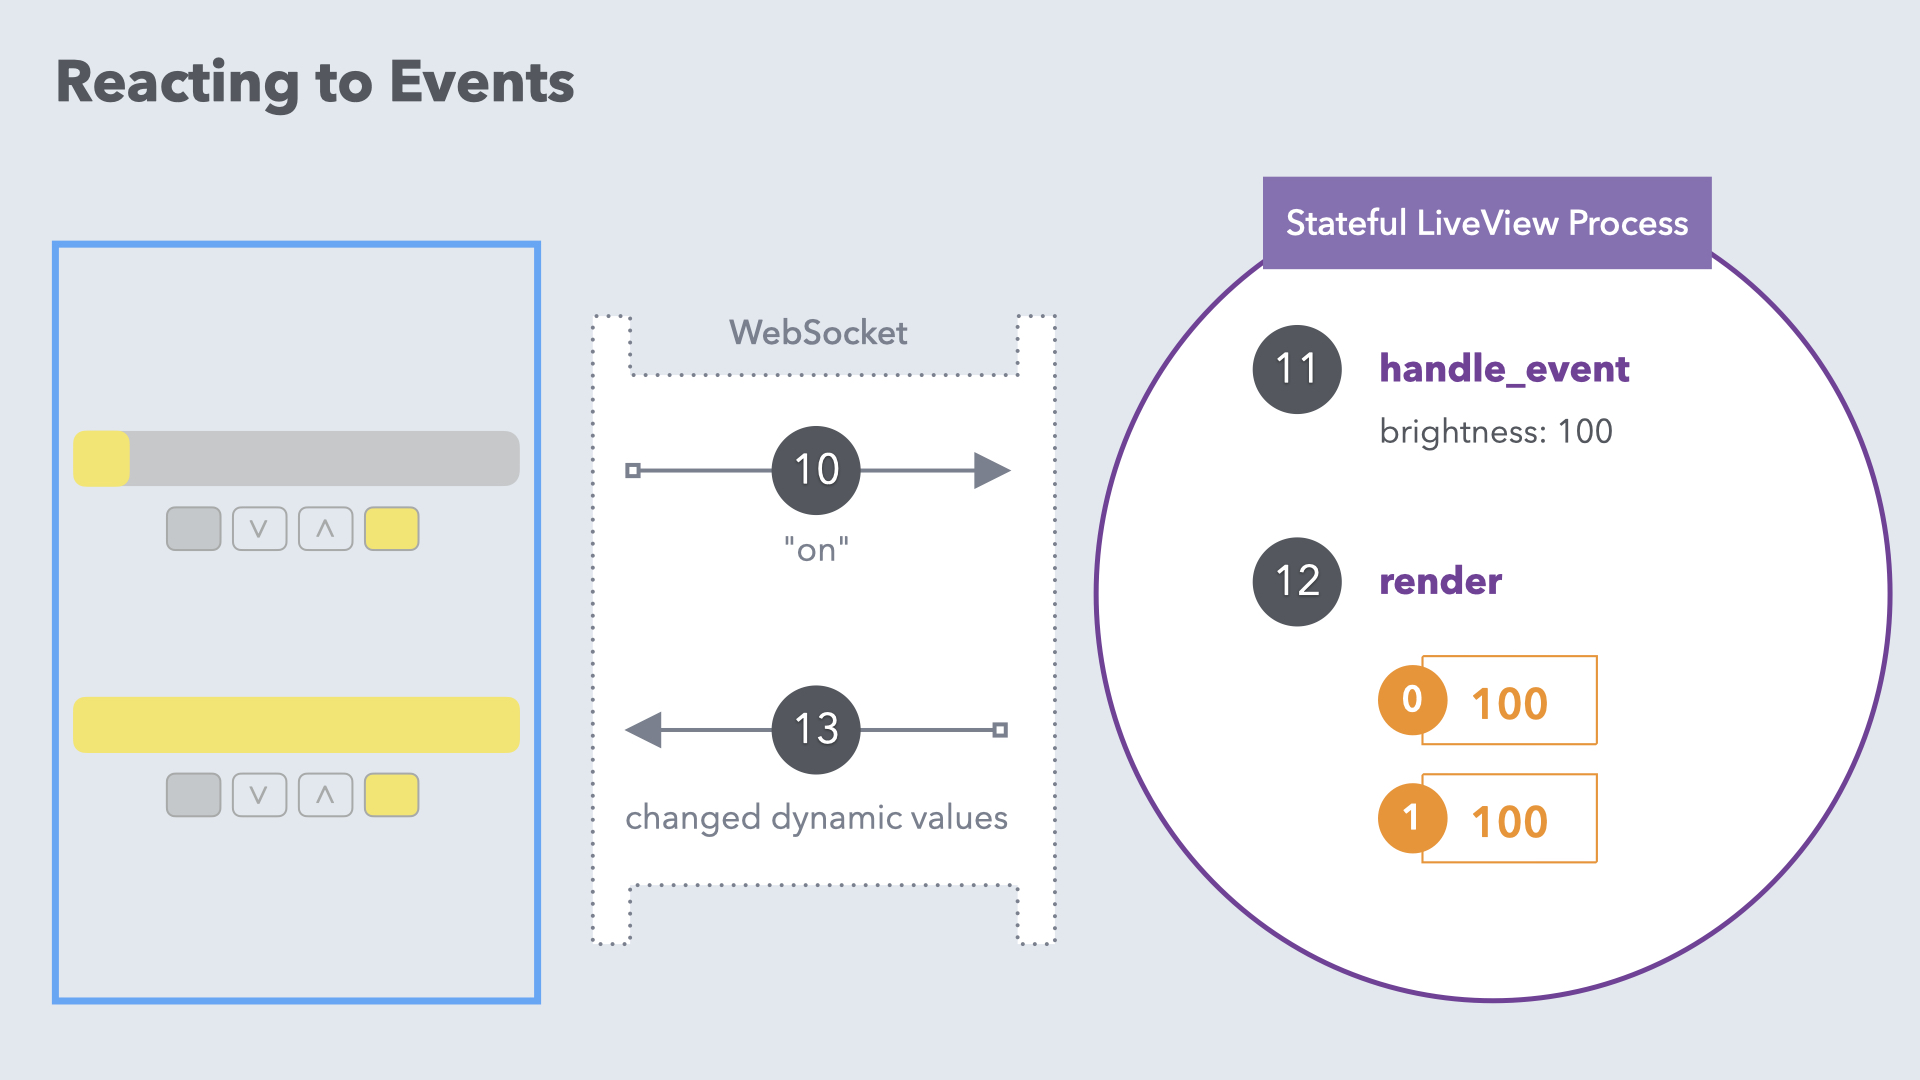 Reacting to Events
Stateful LiveView Process
WebSocket
11 handle_event
brightness: 100
10
"on"
12 render
0 100
13
changed dynamic values
1 100